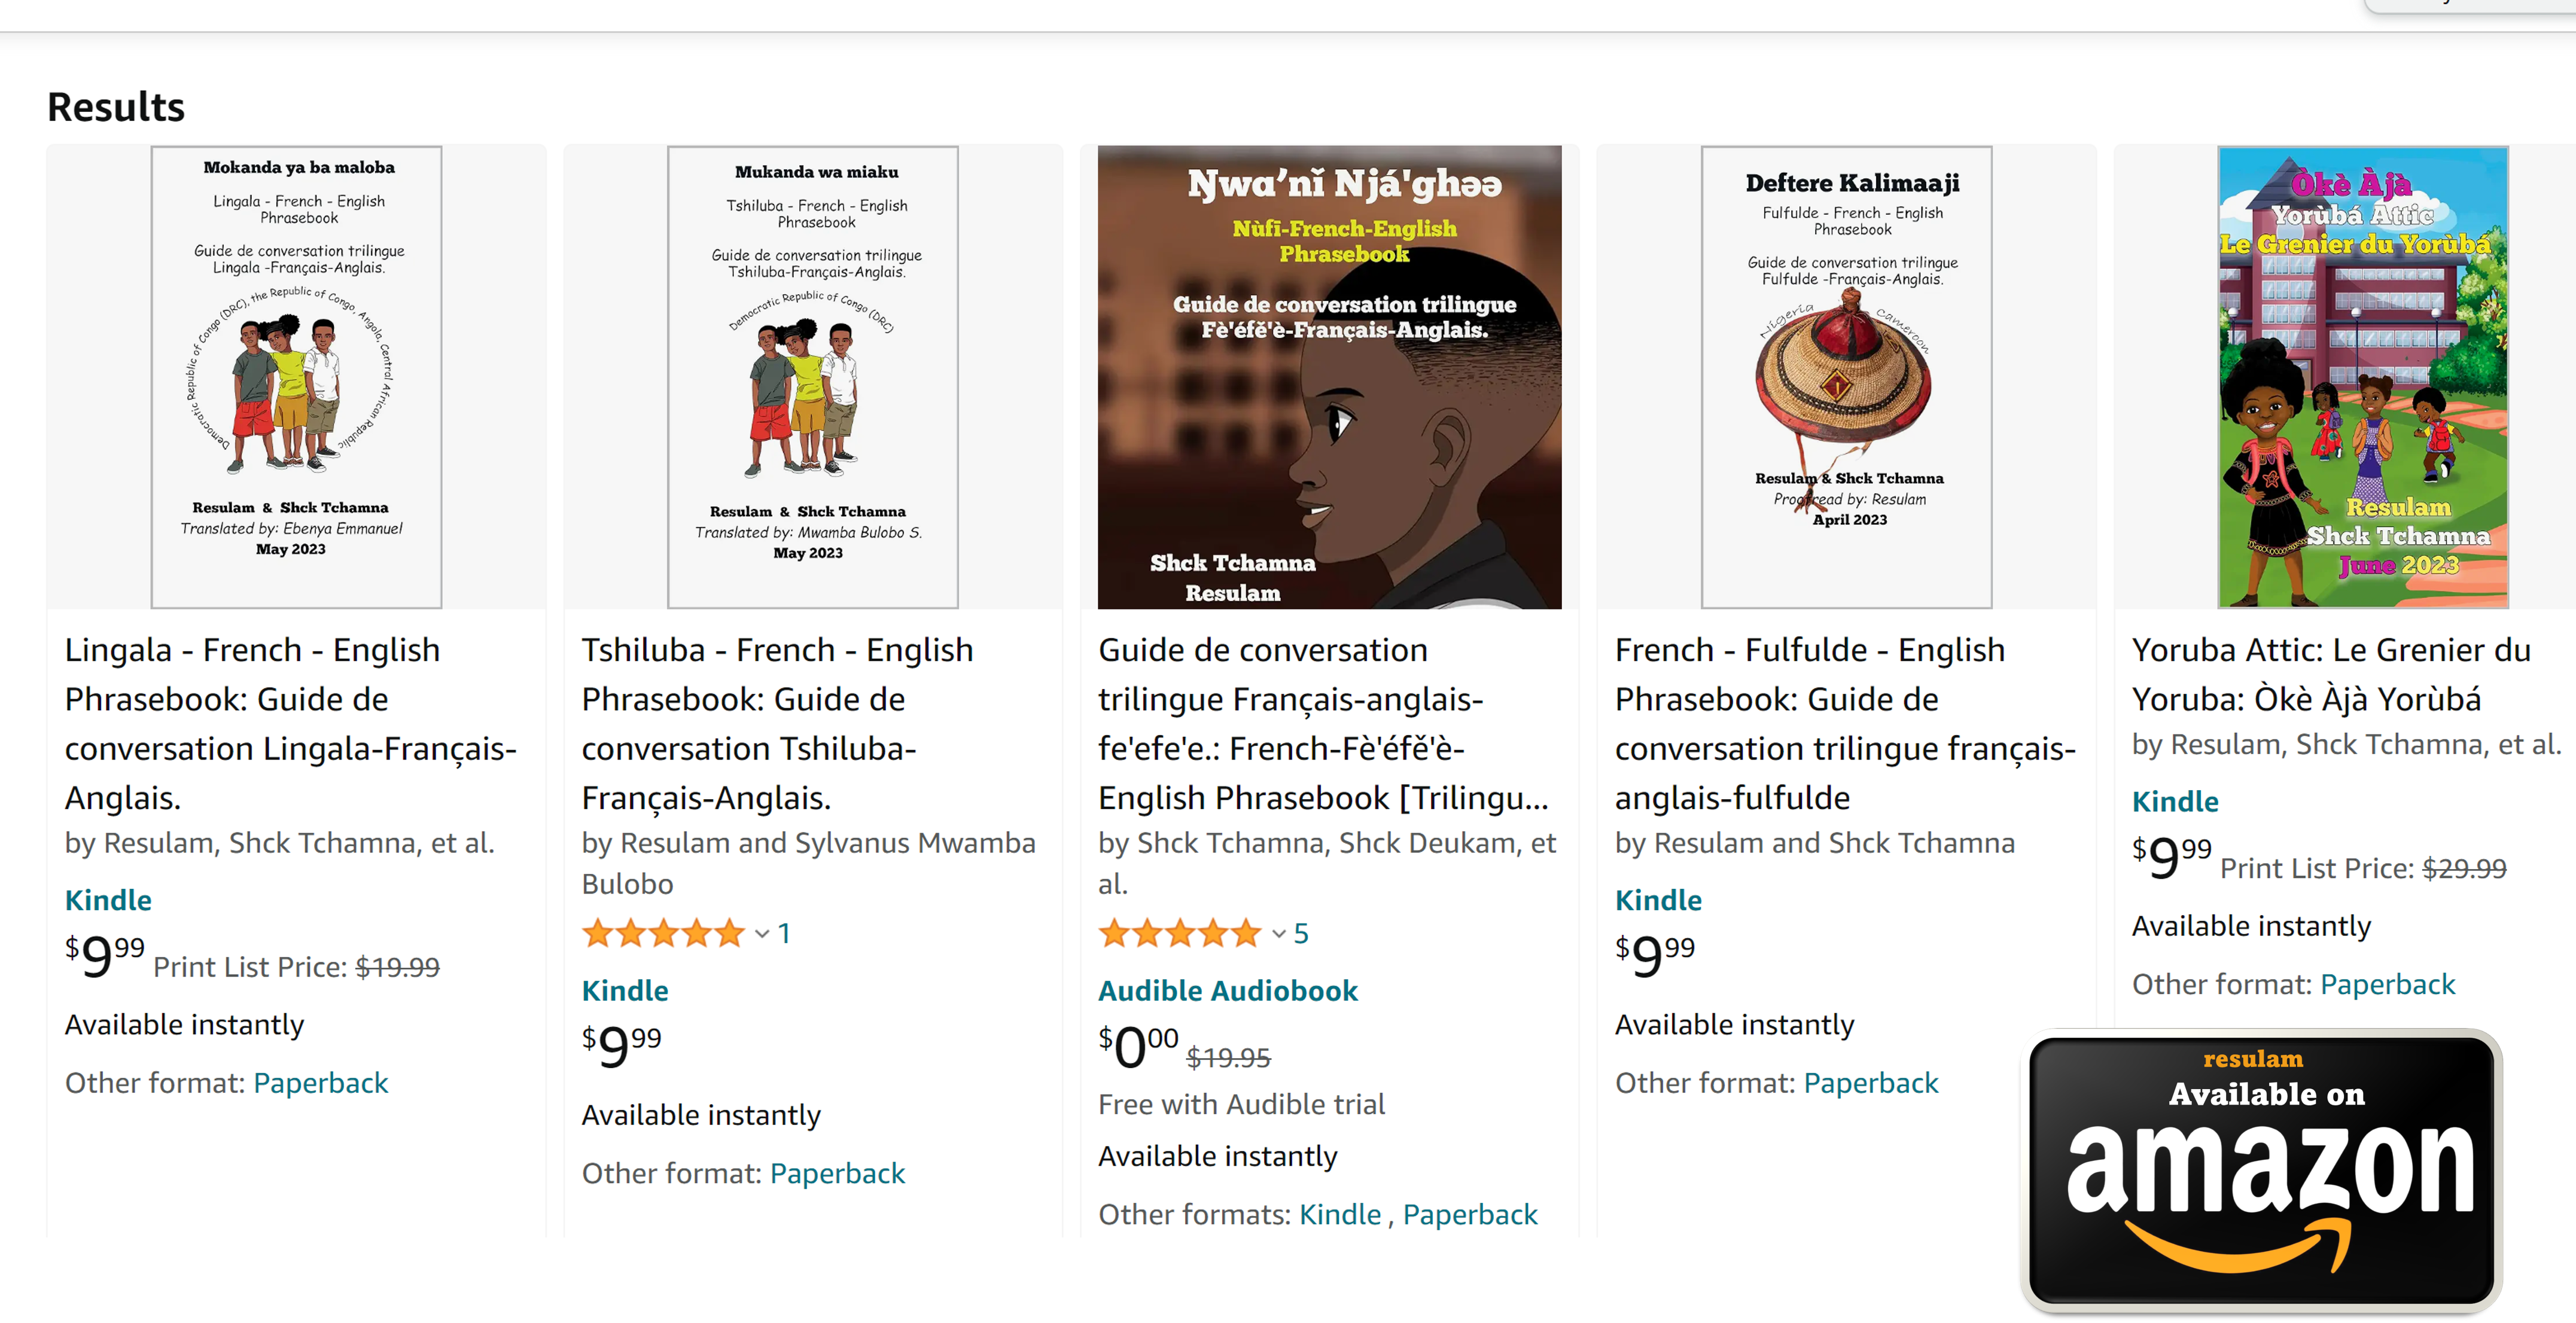 Results
Mokanda ya ba maloba
Lingala - French - English
Phrasebook
Guide de conversation trilingue
Lingala -Français-Anglais.
Democratic Republic of Congo (DRC), the Republic of Congo, Angola, Central African Republic
Resulam & Shck Tchamna
Translated by: Ebenya Emmanuel
May 2023
Lingala - French - English
Phrasebook: Guide de
conversation Lingala-Français-
Anglais.
by Resulam, Shck Tchamna, et al.
Kindle
$9.99 Print List Price: $19.99
Available instantly
Other format: Paperback
Mukanda wa miaku
Tshiluba - French - English
Phrasebook
Guide de conversation trilingue
Tshiluba-Français-Anglais.
Democratic Republic of Congo (DRC)
Resulam & Shck Tchamna
Translated by: Mwamba Bulobo S.
May 2023
Tshiluba - French - English
Phrasebook: Guide de
conversation Tshiluba-
Français-Anglais.
by Resulam and Sylvanus Mwamba
Bulobo
1
Kindle
$9.99
Available instantly
Other format: Paperback
Ŋwɑ'nǐ Njá'ghəə
Nùfi-French-English
Phrasebook
Guide de conversation trilingue
Fè'éfě'è-Français-Anglais.
Shck Tchamna
Resulam
Guide de conversation
trilingue Français-anglais-
fe'efe'e.: French-Fè'éfě'è-
English Phrasebook [Trilingu...
by Shck Tchamna, Shck Deukam, et
al.
5
Audible Audiobook
$0.00 $19.95
Free with Audible trial
Available instantly
Other formats: Kindle , Paperback
Deftere Kalimaaji
Fulfulde - French - English
Phrasebook
Guide de conversation trilingue
Fulfulde -Français-Anglais.
Nigeria Cameroon
Resulam & Shck Tchamna
Proofread by: Resulam
April 2023
French - Fulfulde - English
Phrasebook: Guide de
conversation trilingue français-
anglais-fulfulde
by Resulam and Shck Tchamna
Kindle
$9.99
Available instantly
Other format: Paperback
Òkè Àjà
Yorùbá Attic
Le Grenier du Yorùbá
Resulam
Shck Tchamna
June 2023
Yoruba Attic: Le Grenier du
Yoruba: Òkè Àjà Yorùbá
by Resulam, Shck Tchamna, et al.
Kindle
$9.99 Print List Price: $29.99
Available instantly
Other format: Paperback
resulam
Available on
amazon